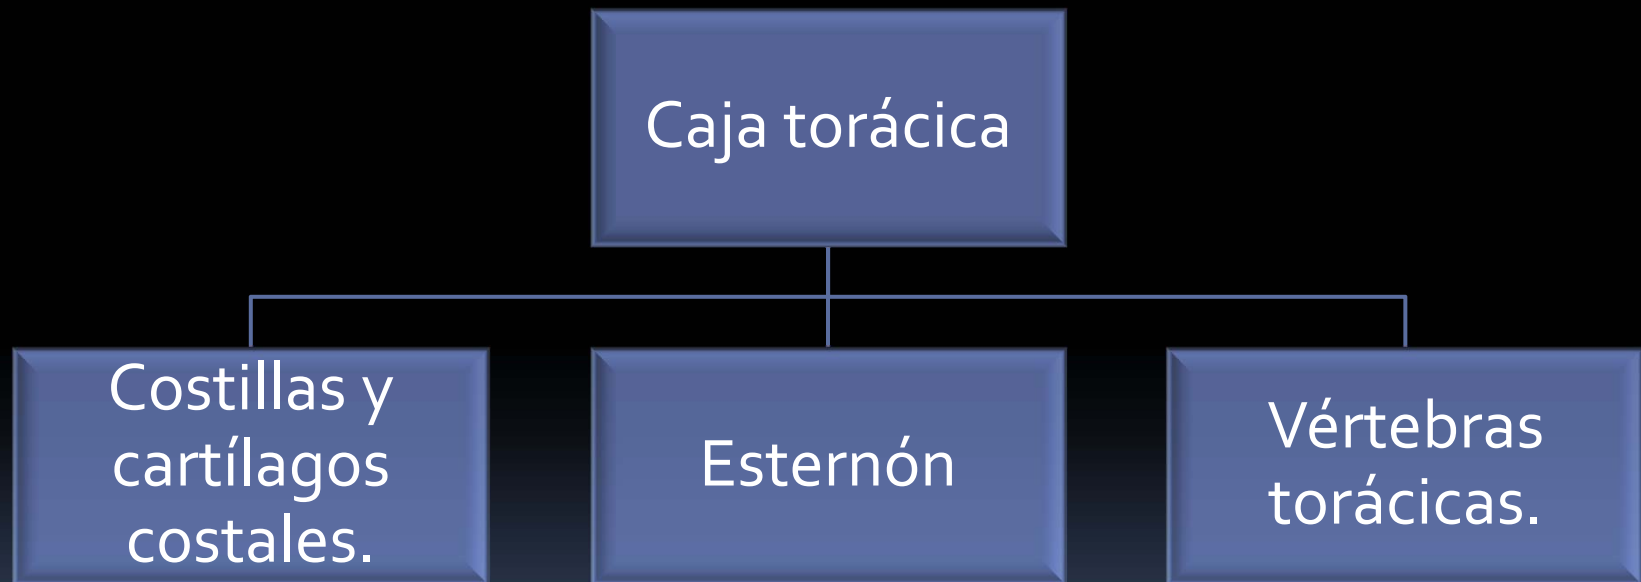 Caja torácica
Costillas y
cartílagos
costales.
Esternón
Vértebras
torácicas.